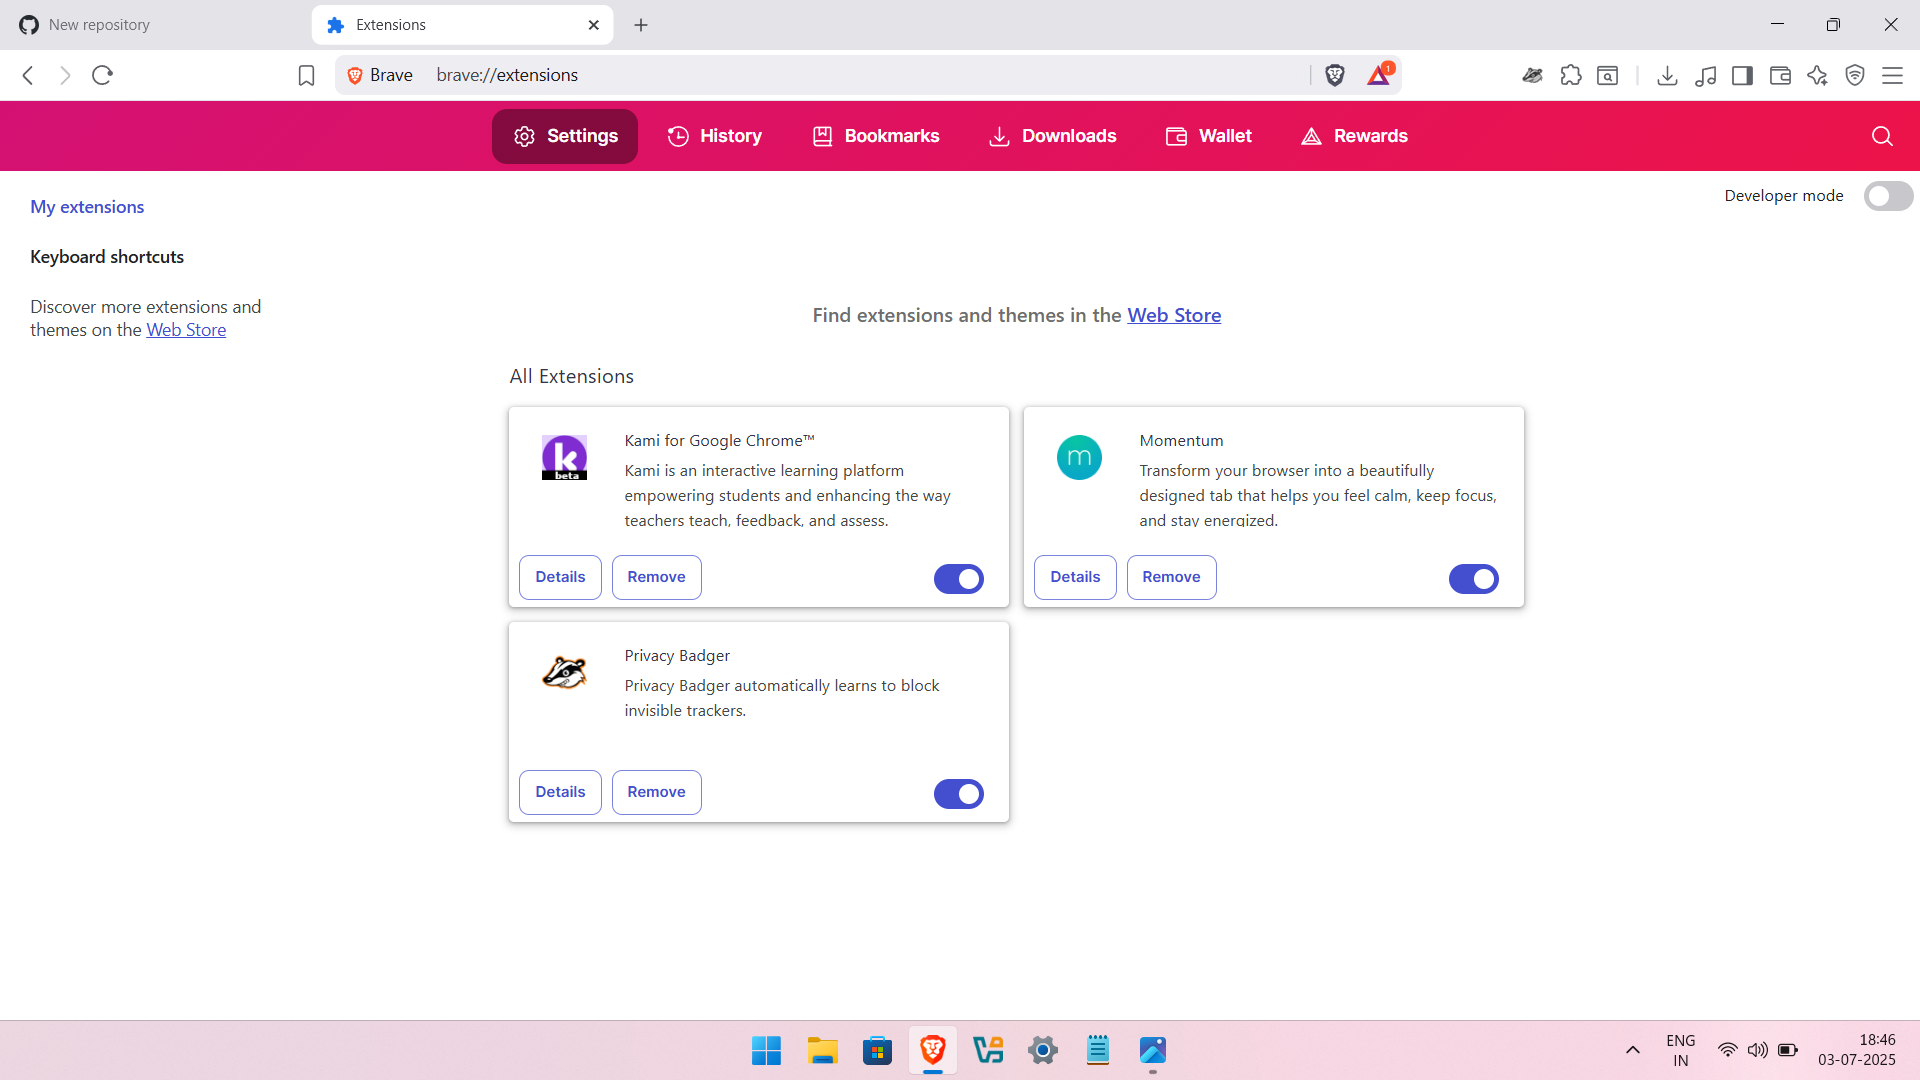 New repository
Extensions
Brave
brave://extensions
1
Settings
History
Bookmarks
Downloads
Wallet
Rewards
My extensions
Developer mode
Keyboard shortcuts
Discover more extensions and
themes on the Web Store
Find extensions and themes in the Web Store
All Extensions
k
beta
Kami for Google Chrome™
Kami is an interactive learning platform
empowering students and enhancing the way
teachers teach, feedback, and assess.
Details
Remove
m
Momentum
Transform your browser into a beautifully
designed tab that helps you feel calm, keep focus,
and stay energized.
Details
Remove
Privacy Badger
Privacy Badger automatically learns to block
invisible trackers.
Details
Remove
ENG
IN
18:46
03-07-2025